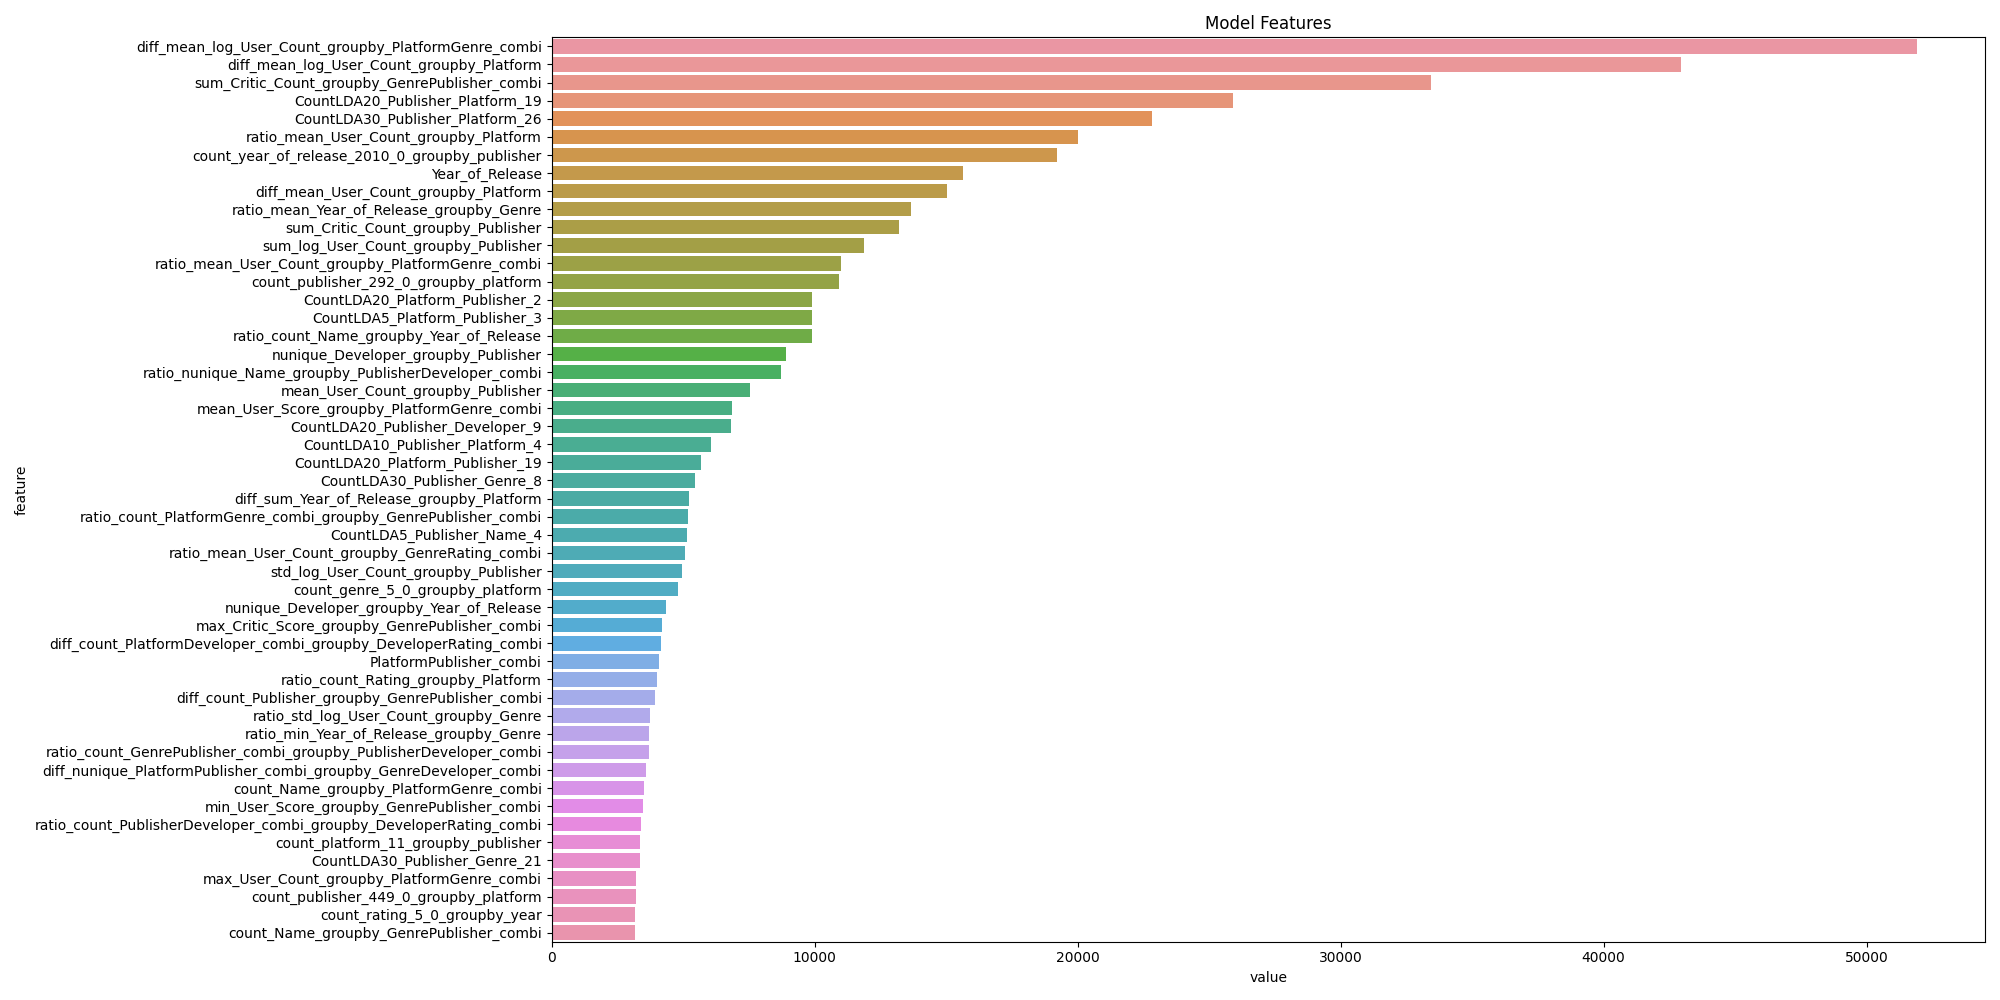 Model Features
feature
diff_mean_log_User_Count_groupby_PlatformGenre_combi
diff_mean_log_User_Count_groupby_Platform
sum_Critic_Count_groupby_GenrePublisher_combi
CountLDA20_Publisher_Platform_19
CountLDA30_Publisher_Platform_26
ratio_mean_User_Count_groupby_Platform
count_year_of_release_2010_0_groupby_publisher
Year_of_Release
diff_mean_User_Count_groupby_Platform
ratio_mean_Year_of_Release_groupby_Genre
sum_Critic_Count_groupby_Publisher
sum_log_User_Count_groupby_Publisher
ratio_mean_User_Count_groupby_PlatformGenre_combi
count_publisher_292_0_groupby_platform
CountLDA20_Platform_Publisher_2
CountLDA5_Platform_Publisher_3
ratio_count_Name_groupby_Year_of_Release
nunique_Developer_groupby_Publisher
ratio_nunique_Name_groupby_PublisherDeveloper_combi
mean_User_Count_groupby_Publisher
mean_User_Score_groupby_PlatformGenre_combi
CountLDA20_Publisher_Developer_9
CountLDA10_Publisher_Platform_4
CountLDA20_Platform_Publisher_19
CountLDA30_Publisher_Genre_8
diff_sum_Year_of_Release_groupby_Platform
ratio_count_PlatformGenre_combi_groupby_GenrePublisher_combi
CountLDA5_Publisher_Name_4
ratio_mean_User_Count_groupby_GenreRating_combi
std_log_User_Count_groupby_Publisher
count_genre_5_0_groupby_platform
nunique_Developer_groupby_Year_of_Release
max_Critic_Score_groupby_GenrePublisher_combi
diff_count_PlatformDeveloper_combi_groupby_DeveloperRating_combi
PlatformPublisher_combi
ratio_count_Rating_groupby_Platform
diff_count_Publisher_groupby_GenrePublisher_combi
ratio_std_log_User_Count_groupby_Genre
ratio_min_Year_of_Release_groupby_Genre
ratio_count_GenrePublisher_combi_groupby_PublisherDeveloper_combi
diff_nunique_PlatformPublisher_combi_groupby_GenreDeveloper_combi
count_Name_groupby_PlatformGenre_combi
min_User_Score_groupby_GenrePublisher_combi
ratio_count_PublisherDeveloper_combi_groupby_DeveloperRating_combi
count_platform_11_groupby_publisher
CountLDA30_Publisher_Genre_21
max_User_Count_groupby_PlatformGenre_combi
count_publisher_449_0_groupby_platform
count_rating_5_0_groupby_year
count_Name_groupby_GenrePublisher_combi
0 10000 20000 30000 40000 50000
value